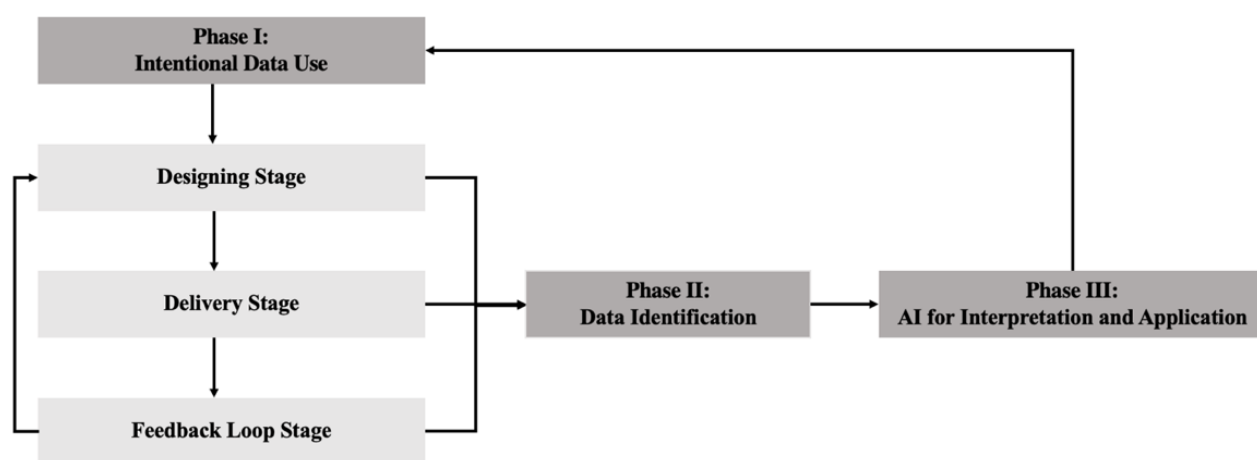 Phase I:
Intentional Data Use
Designing Stage
Delivery Stage
Feedback Loop Stage
Phase II:
Data Identification
Phase III:
AI for Interpretation and Application